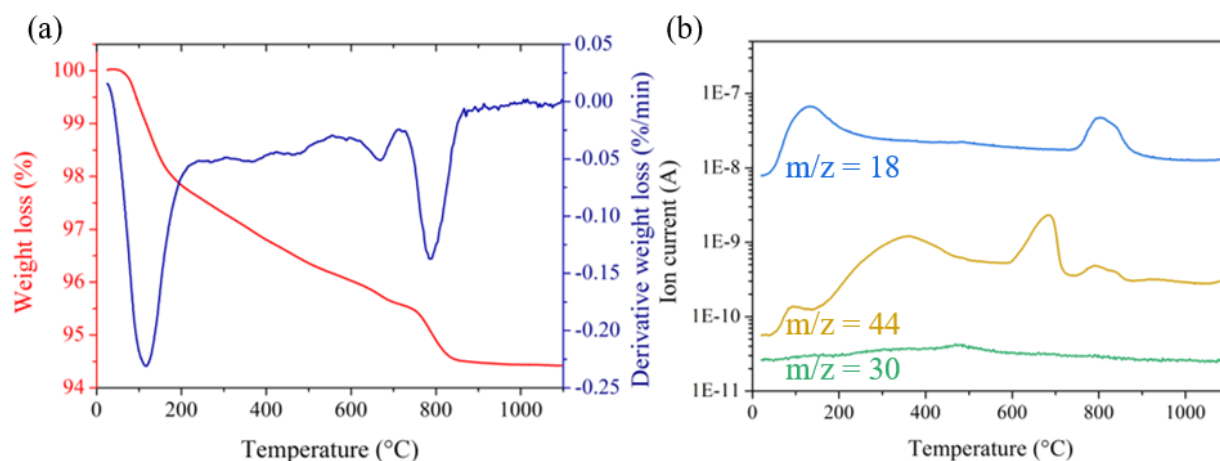 (a)
100
99
98
97
96
95
94
Weight loss (%)
0 200 400 600 800 1000
Temperature (°C)
0.05
0.00
-0.05
-0.10
-0.15
-0.20
-0.25
Derivative weight loss (%/min)
(b)
1E-7
1E-8
1E-9
1E-10
1E-11
Ion current (A)
m/z = 18
m/z = 44
m/z = 30
0 200 400 600 800 1000
Temperature (°C)